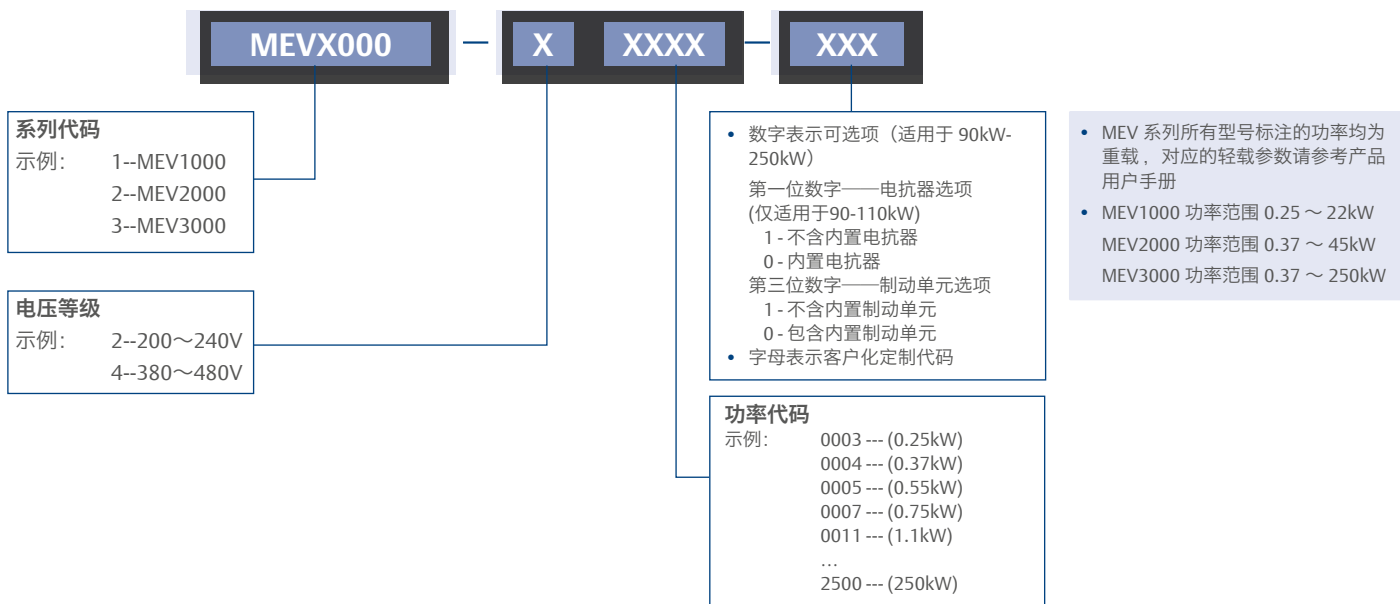 MEVX000 — X XXXX — XXX
系列代码
示例： 1--MEV1000
2--MEV2000
3--MEV3000
电压等级
示例： 2--200～240V
4--380～480V
• 数字表示可选项（适用于 90kW-
250kW）
第一位数字——电抗器选项
(仅适用于90-110kW)
1 - 不含内置电抗器
0 - 内置电抗器
第三位数字——制动单元选项
1 - 不含内置制动单元
0 - 包含内置制动单元
• 字母表示客户化定制代码
功率代码
示例： 0003 --- (0.25kW)
0004 --- (0.37kW)
0005 --- (0.55kW)
0007 --- (0.75kW)
0011 --- (1.1kW)
…
2500 --- (250kW)
• MEV 系列所有型号标注的功率均为
重载，对应的轻载参数请参考产品
用户手册
• MEV1000 功率范围 0.25 ～ 22kW
MEV2000 功率范围 0.37 ～ 45kW
MEV3000 功率范围 0.37 ～ 250kW